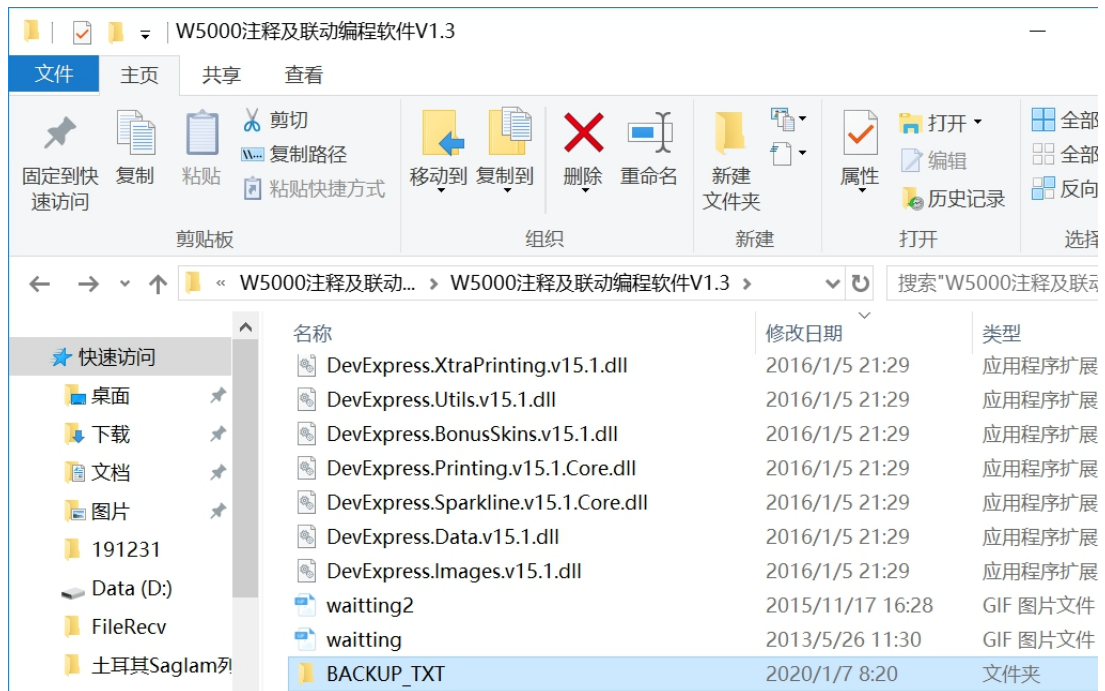 W5000注释及联动编程软件V1.3
文件 主页 共享 查看
固定到快速访问
复制
粘贴
剪切
复制路径
粘贴快捷方式
移动到 复制到
删除 重命名
新建
文件夹
属性
打开
编辑
历史记录
全部
全部
反向
剪贴板 组织 新建 打开 选择
« W5000注释及联动... > W5000注释及联动编程软件V1.3 >
搜索"W5000注释及联动
名称 修改日期 类型
快速访问
桌面
下载
文档
图片
191231
Data (D:)
FileRecv
土耳其Saglam列
DevExpress.XtraPrinting.v15.1.dll 2016/1/5 21:29 应用程序扩展
DevExpress.Utils.v15.1.dll 2016/1/5 21:29 应用程序扩展
DevExpress.BonusSkins.v15.1.dll 2016/1/5 21:29 应用程序扩展
DevExpress.Printing.v15.1.Core.dll 2016/1/5 21:29 应用程序扩展
DevExpress.Sparkline.v15.1.Core.dll 2016/1/5 21:29 应用程序扩展
DevExpress.Data.v15.1.dll 2016/1/5 21:29 应用程序扩展
DevExpress.Images.v15.1.dll 2016/1/5 21:29 应用程序扩展
waitting2 2015/11/17 16:28 GIF 图片文件
waitting 2013/5/26 11:30 GIF 图片文件
BACKUP_TXT 2020/1/7 8:20 文件夹